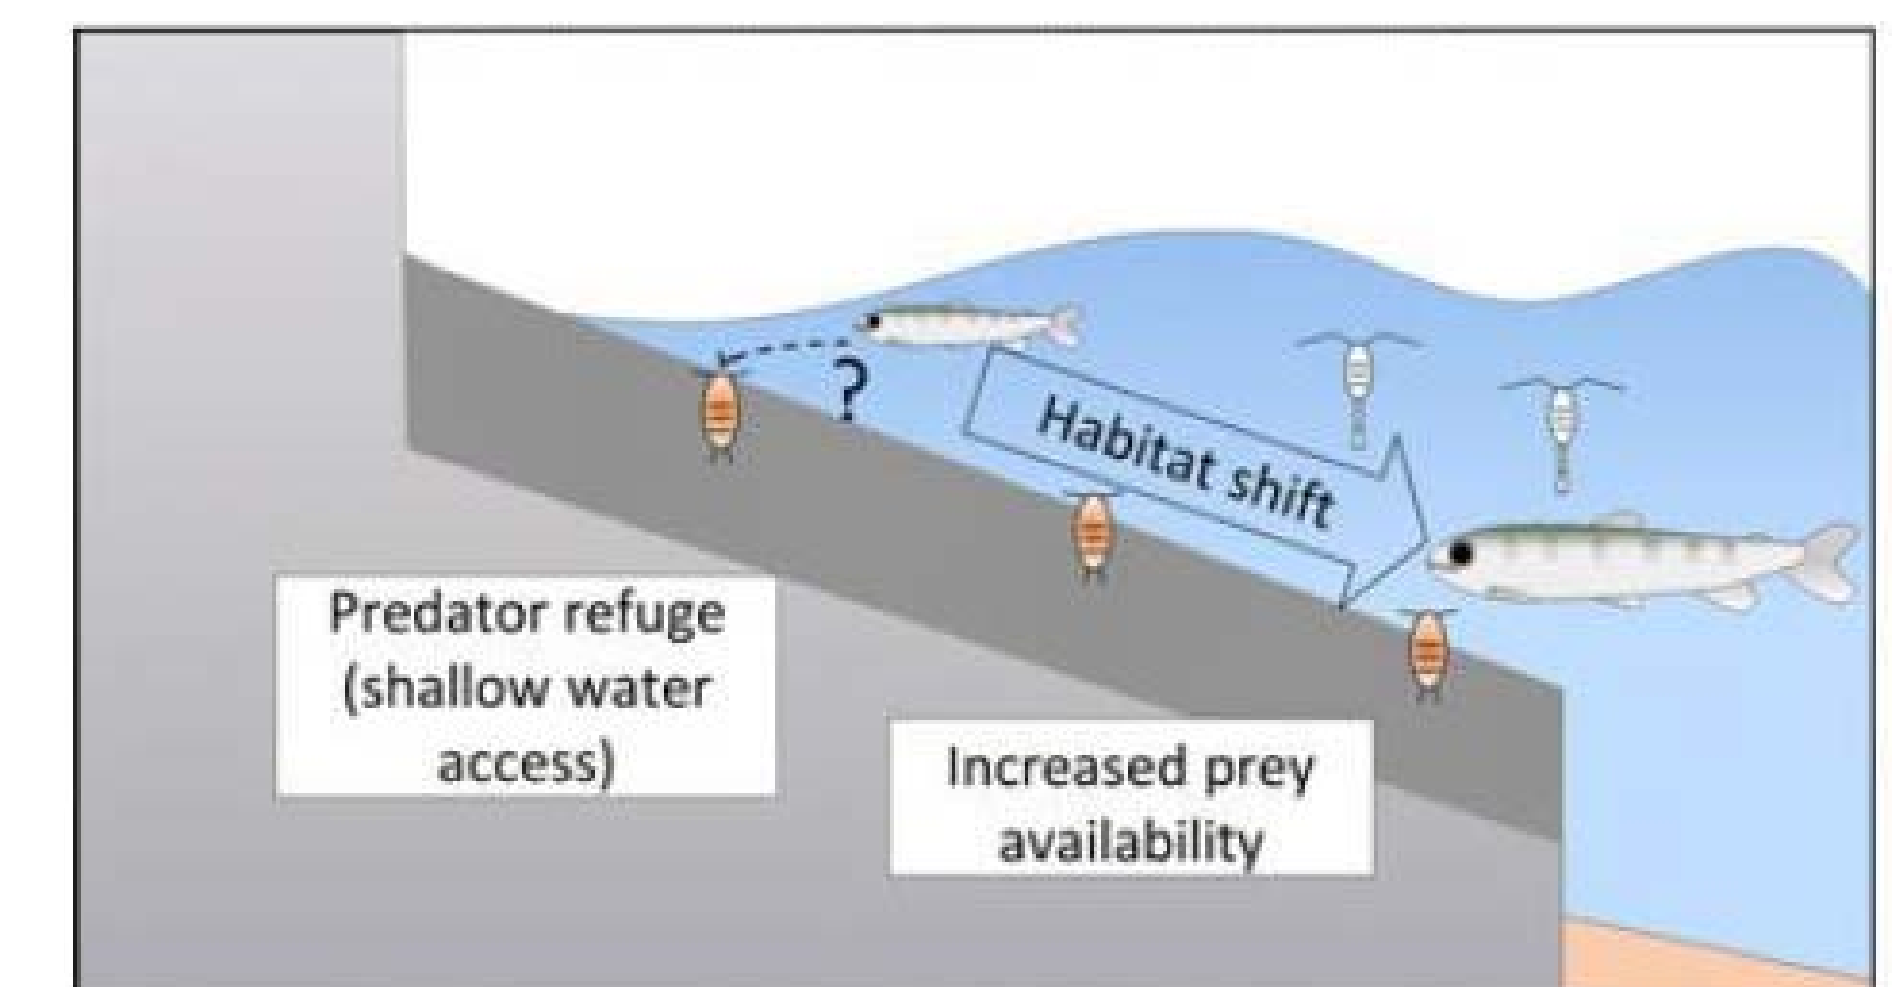 ?
Habitat shift
Predator refuge
(shallow water
access)
Increased prey
availability